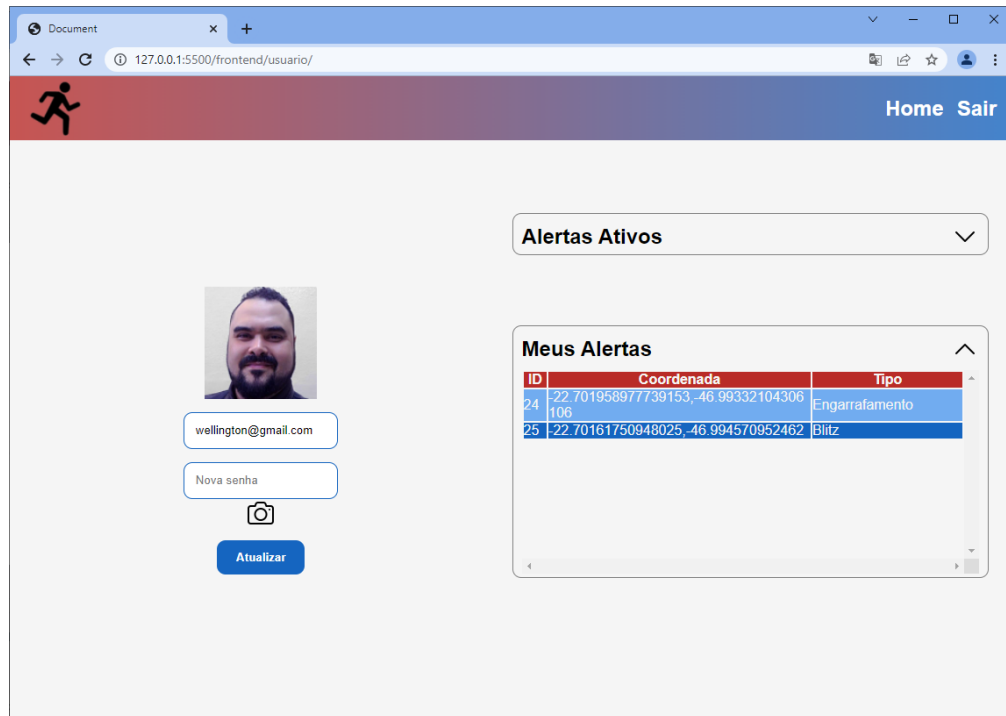 Document
127.0.0.1:5500/frontend/usuario/
Home Sair
Alertas Ativos
wellington@gmail.com
Nova senha
Atualizar
Meus Alertas
ID Coordenada Tipo
24 -22.701958977739153,-46.99332104306
106 Engarrafamento
25 -22.70161750948025,-46.994570952462 Blitz